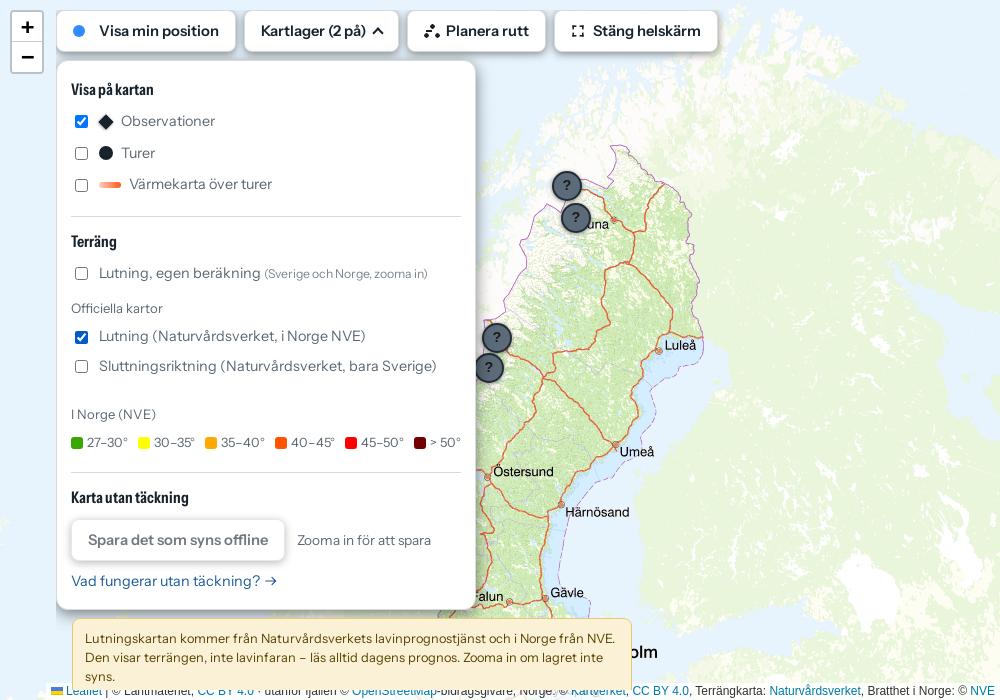 +
−
Visa min position
Kartlager (2 på)
Planera rutt
Stäng helskärm
Visa på kartan
Observationer
Turer
Värmekarta över turer
Terräng
Lutning, egen beräkning (Sverige och Norge, zooma in)
Officiella kartor
Lutning (Naturvårdsverket, i Norge NVE)
Sluttningsriktning (Naturvårdsverket, bara Sverige)
I Norge (NVE)
27–30° 30–35° 35–40° 40–45° 45–50° > 50°
Karta utan täckning
Spara det som syns offline
Zooma in för att spara
Vad fungerar utan täckning? →
?
?
una
?
?
Luleå
Umeå
Östersund
Härnösand
alun
Gävle
olm
Lutningskartan kommer från Naturvårdsverkets lavinprognostjänst och i Norge från NVE.
Den visar terrängen, inte lavinfaran – läs alltid dagens prognos. Zooma in om lagret inte
syns.
Leaflet | © Lantmäteriet, CC BY 4.0 · utanför fjällen © OpenStreetMap-bidragsgivare, Norge: © Kartverket, CC BY 4.0, Terrängkarta: Naturvårdsverket, Bratthet i Norge: © NVE